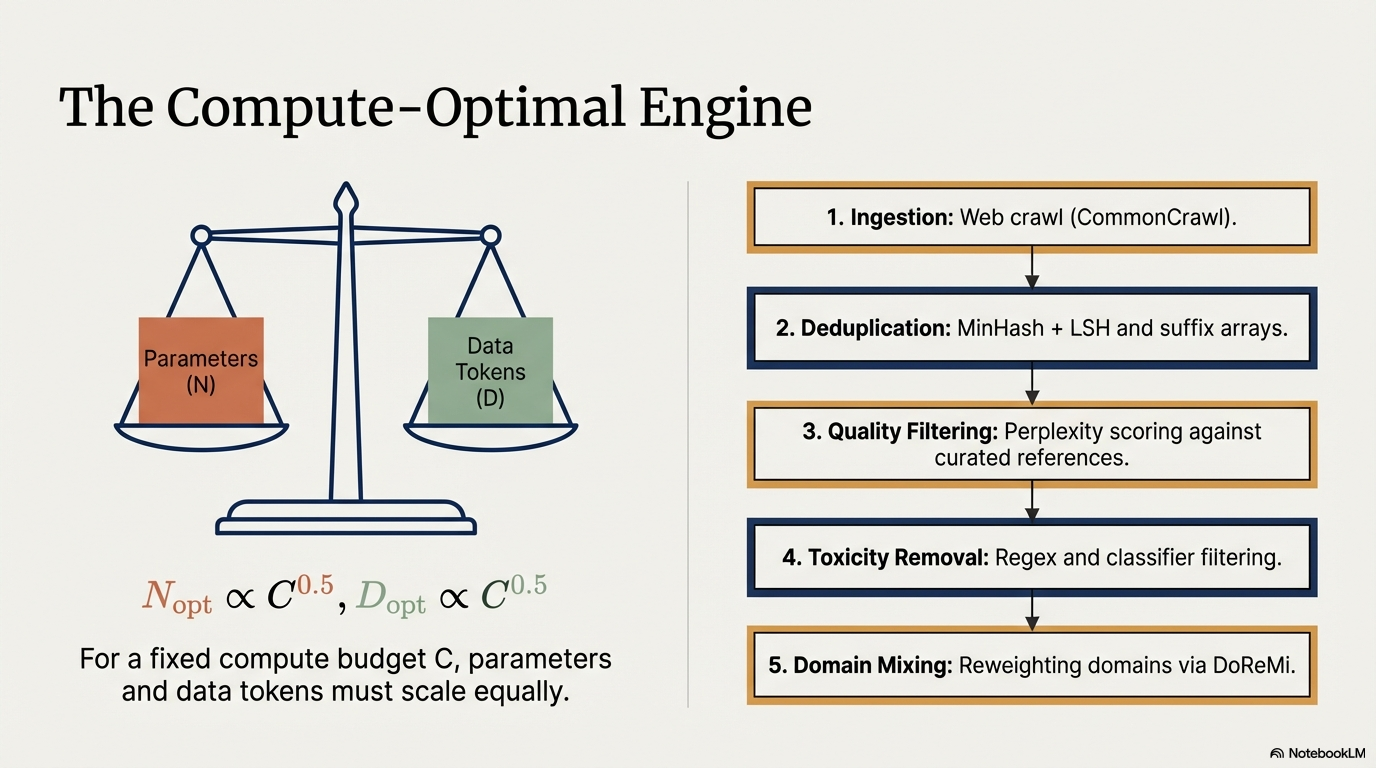 The Compute-Optimal Engine
Parameters
(N)
Data
Tokens
(D)
N_opt ∝ C^0.5, D_opt ∝ C^0.5
For a fixed compute budget C, parameters
and data tokens must scale equally.
1. Ingestion: Web crawl (CommonCrawl).
2. Deduplication: MinHash + LSH and suffix arrays.
3. Quality Filtering: Perplexity scoring against
curated references.
4. Toxicity Removal: Regex and classifier filtering.
5. Domain Mixing: Reweighting domains via DoReMi.
NotebookLM